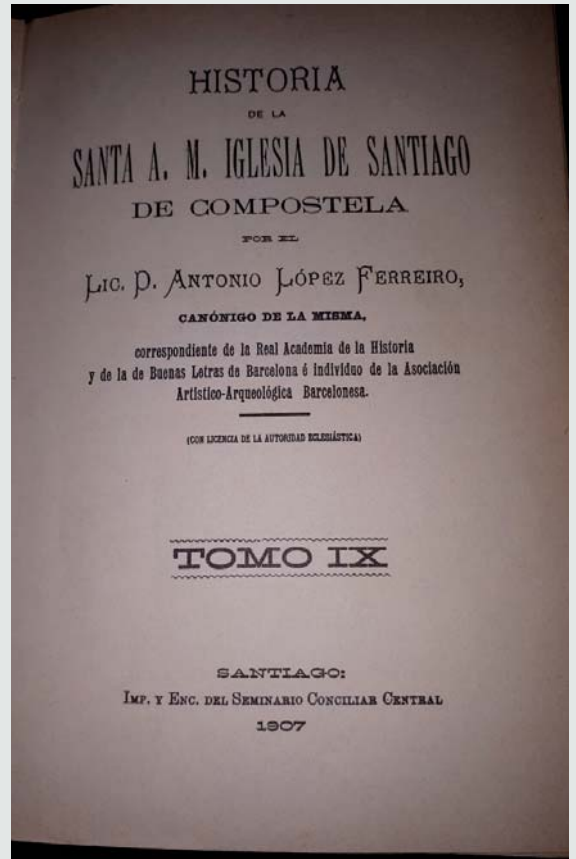 HISTORIA
DE LA
SANTA A. M. IGLESIA DE SANTIAGO
DE COMPOSTELA
POR EL
LIC. D. ANTONIO LÓPEZ FERREIRO,
CANÓNIGO DE LA MISMA,
correspondiente de la Real Academia de la Historia
y de la de Buenas Letras de Barcelona é individuo de la Asociación
Artístico-Arqueológica Barcelonesa.
(CON LICENCIA DE LA AUTORIDAD ECLESIÁSTICA)
TOMO IX
SANTIAGO:
IMP. Y ENC. DEL SEMINARIO CONCILIAR CENTRAL
1907